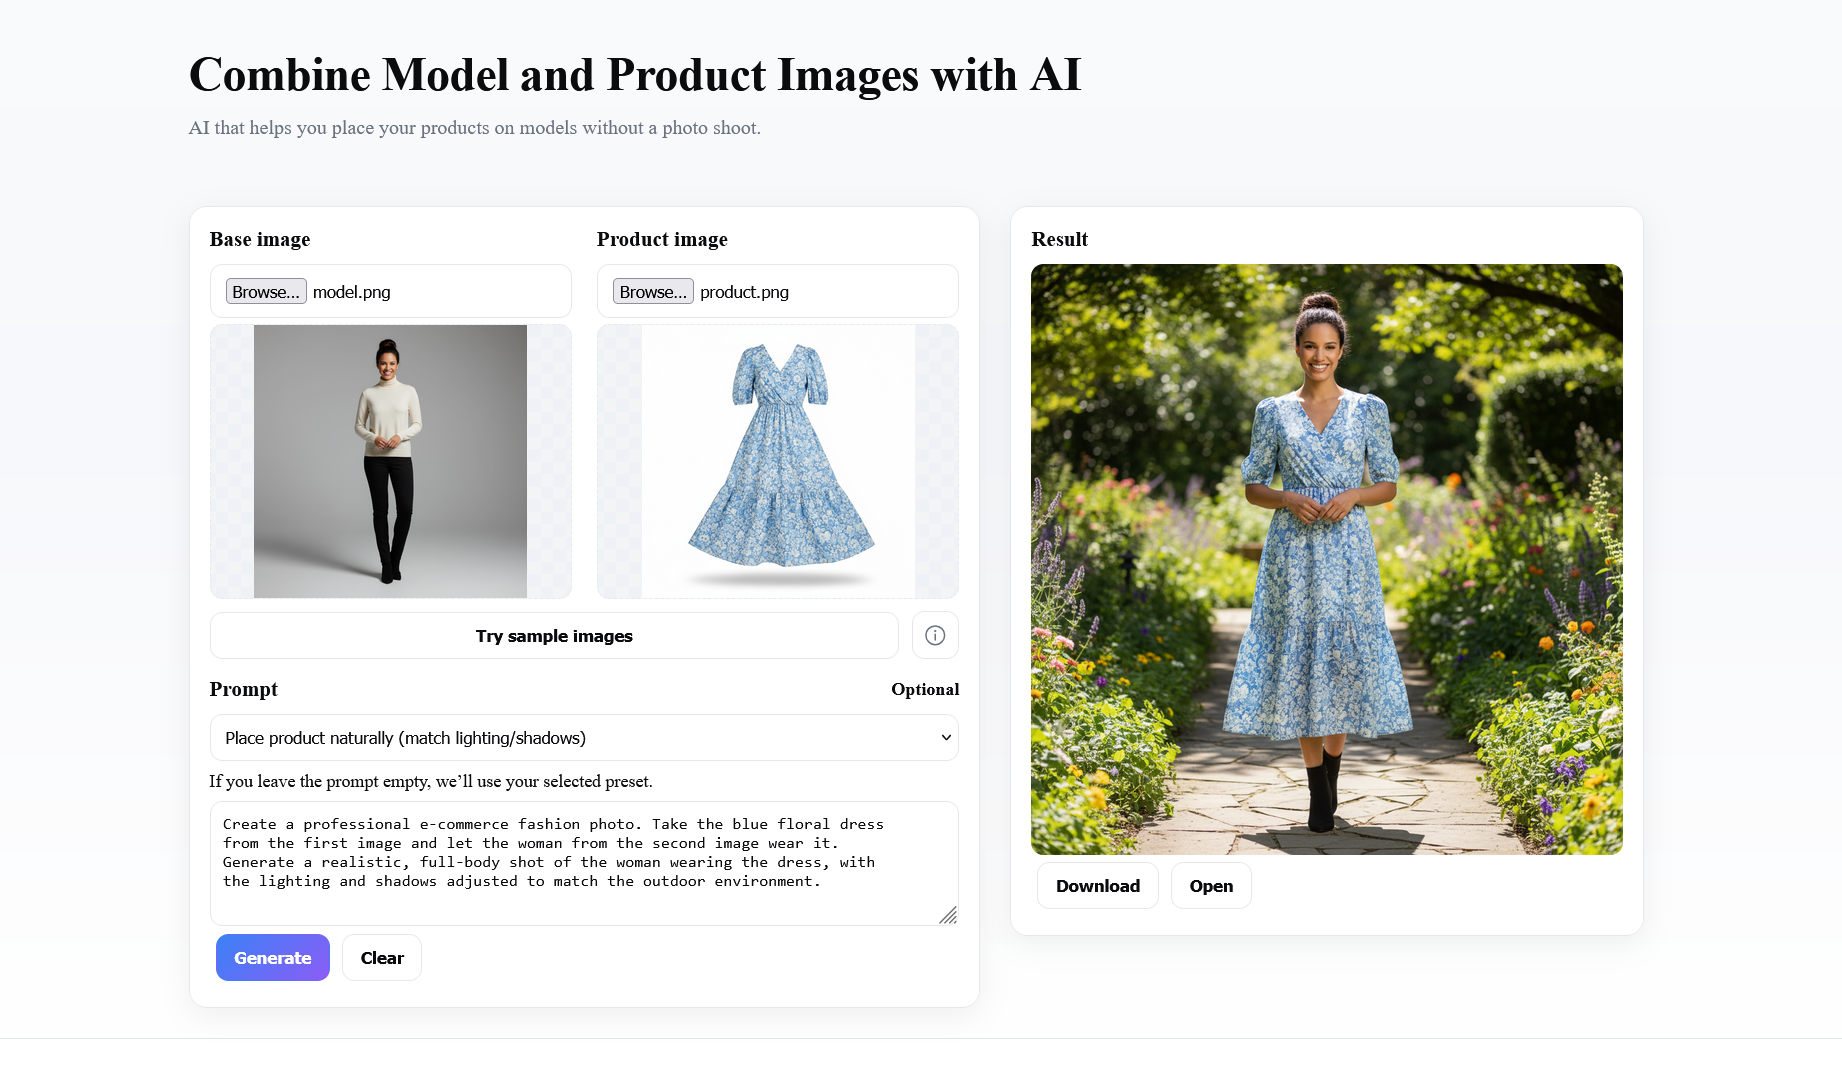 Combine Model and Product Images with AI
AI that helps you place your products on models without a photo shoot.
Base image
Browse... model.png
Product image
Browse... product.png
Try sample images
Prompt
Optional
Place product naturally (match lighting/shadows)
If you leave the prompt empty, we’ll use your selected preset.
Create a professional e-commerce fashion photo. Take the blue floral dress
from the first image and let the woman from the second image wear it.
Generate a realistic, full-body shot of the woman wearing the dress, with
the lighting and shadows adjusted to match the outdoor environment.
Generate
Clear
Result
Download
Open